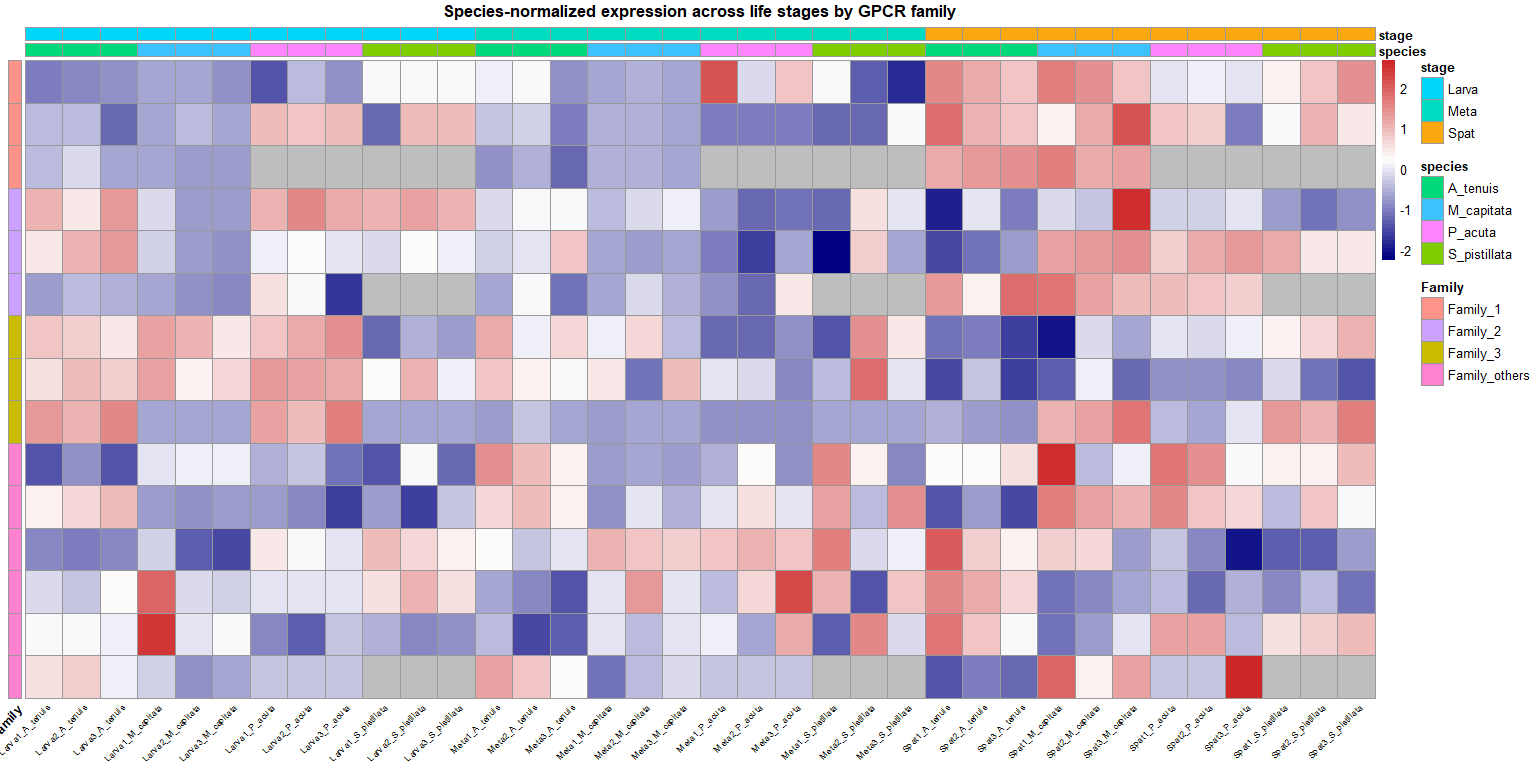 Species-normalized expression across life stages by GPCR family
stage
species
stage
Larva
Meta
Spat
species
A_tenuis
M_capitata
P_acuta
S_pistillata
Family
Family_1
Family_2
Family_3
Family_others
2
1
0
-1
-2
Larva1_A_tenuis
Larva2_A_tenuis
Larva3_A_tenuis
Larva1_M_capitata
Larva2_M_capitata
Larva3_M_capitata
Larva1_P_acuta
Larva2_P_acuta
Larva3_P_acuta
Larva1_S_pistillata
Larva2_S_pistillata
Larva3_S_pistillata
Meta1_A_tenuis
Meta2_A_tenuis
Meta3_A_tenuis
Meta1_M_capitata
Meta2_M_capitata
Meta3_M_capitata
Meta1_P_acuta
Meta2_P_acuta
Meta3_P_acuta
Meta1_S_pistillata
Meta2_S_pistillata
Meta3_S_pistillata
Spat1_A_tenuis
Spat2_A_tenuis
Spat3_A_tenuis
Spat1_M_capitata
Spat2_M_capitata
Spat3_M_capitata
Spat1_P_acuta
Spat2_P_acuta
Spat3_P_acuta
Spat1_S_pistillata
Spat2_S_pistillata
Spat3_S_pistillata